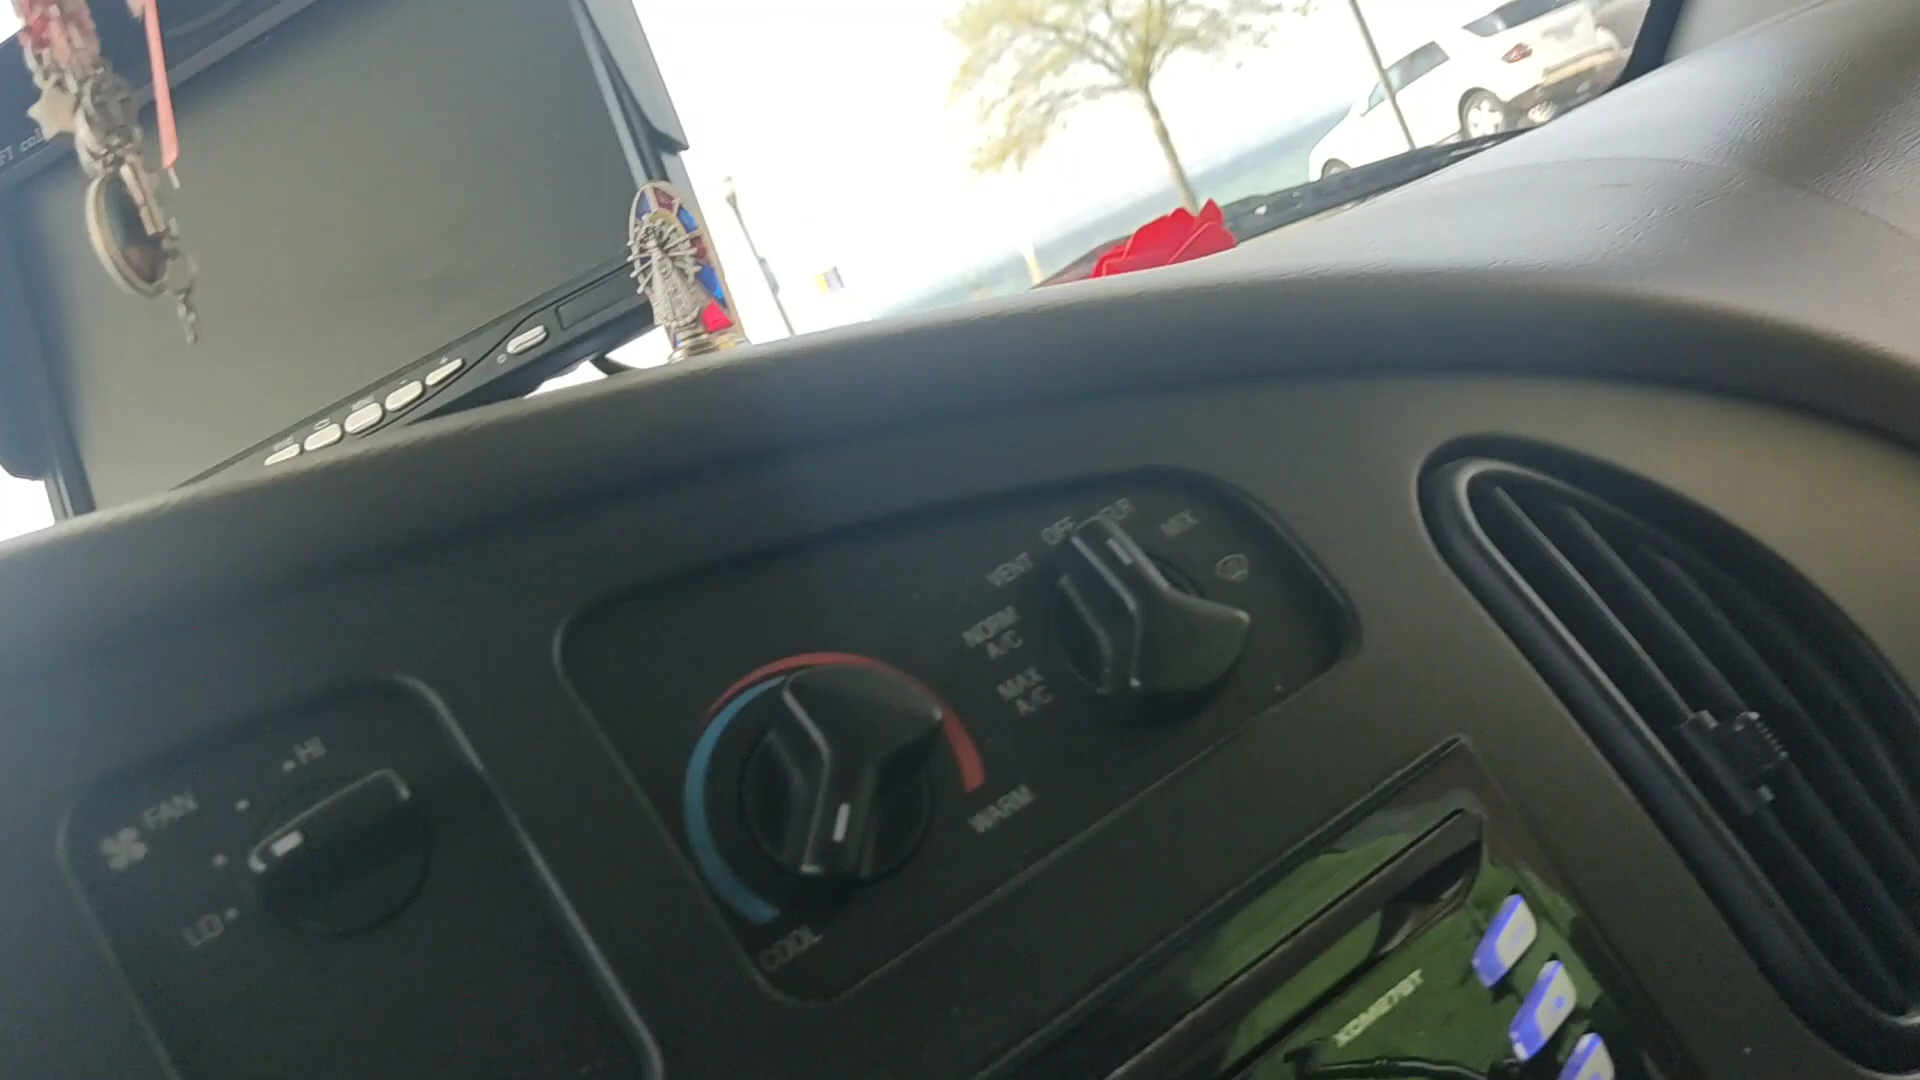 OFF
MIX
VENT
NORM
A/C
MAX
A/C
WARM
COOL
HI
FAN
LO